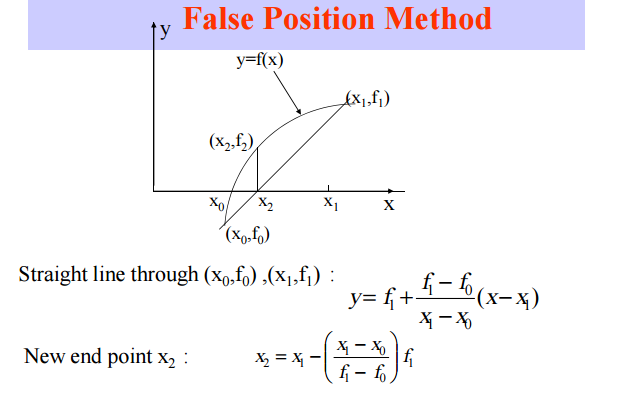 False Position Method
y
y=f(x)
(x₁,f₁)
(x₂,f₂)
x₀ x₂ x₁ x
(x₀,f₀)
Straight line through (x₀,f₀) ,(x₁,f₁) : y= f₁ + (f₁ − f₀)/(x₁ − x₀) (x− x₁)
New end point x₂ : x₂ = x₁ − ((x₁ − x₀)/(f₁ − f₀)) f₁